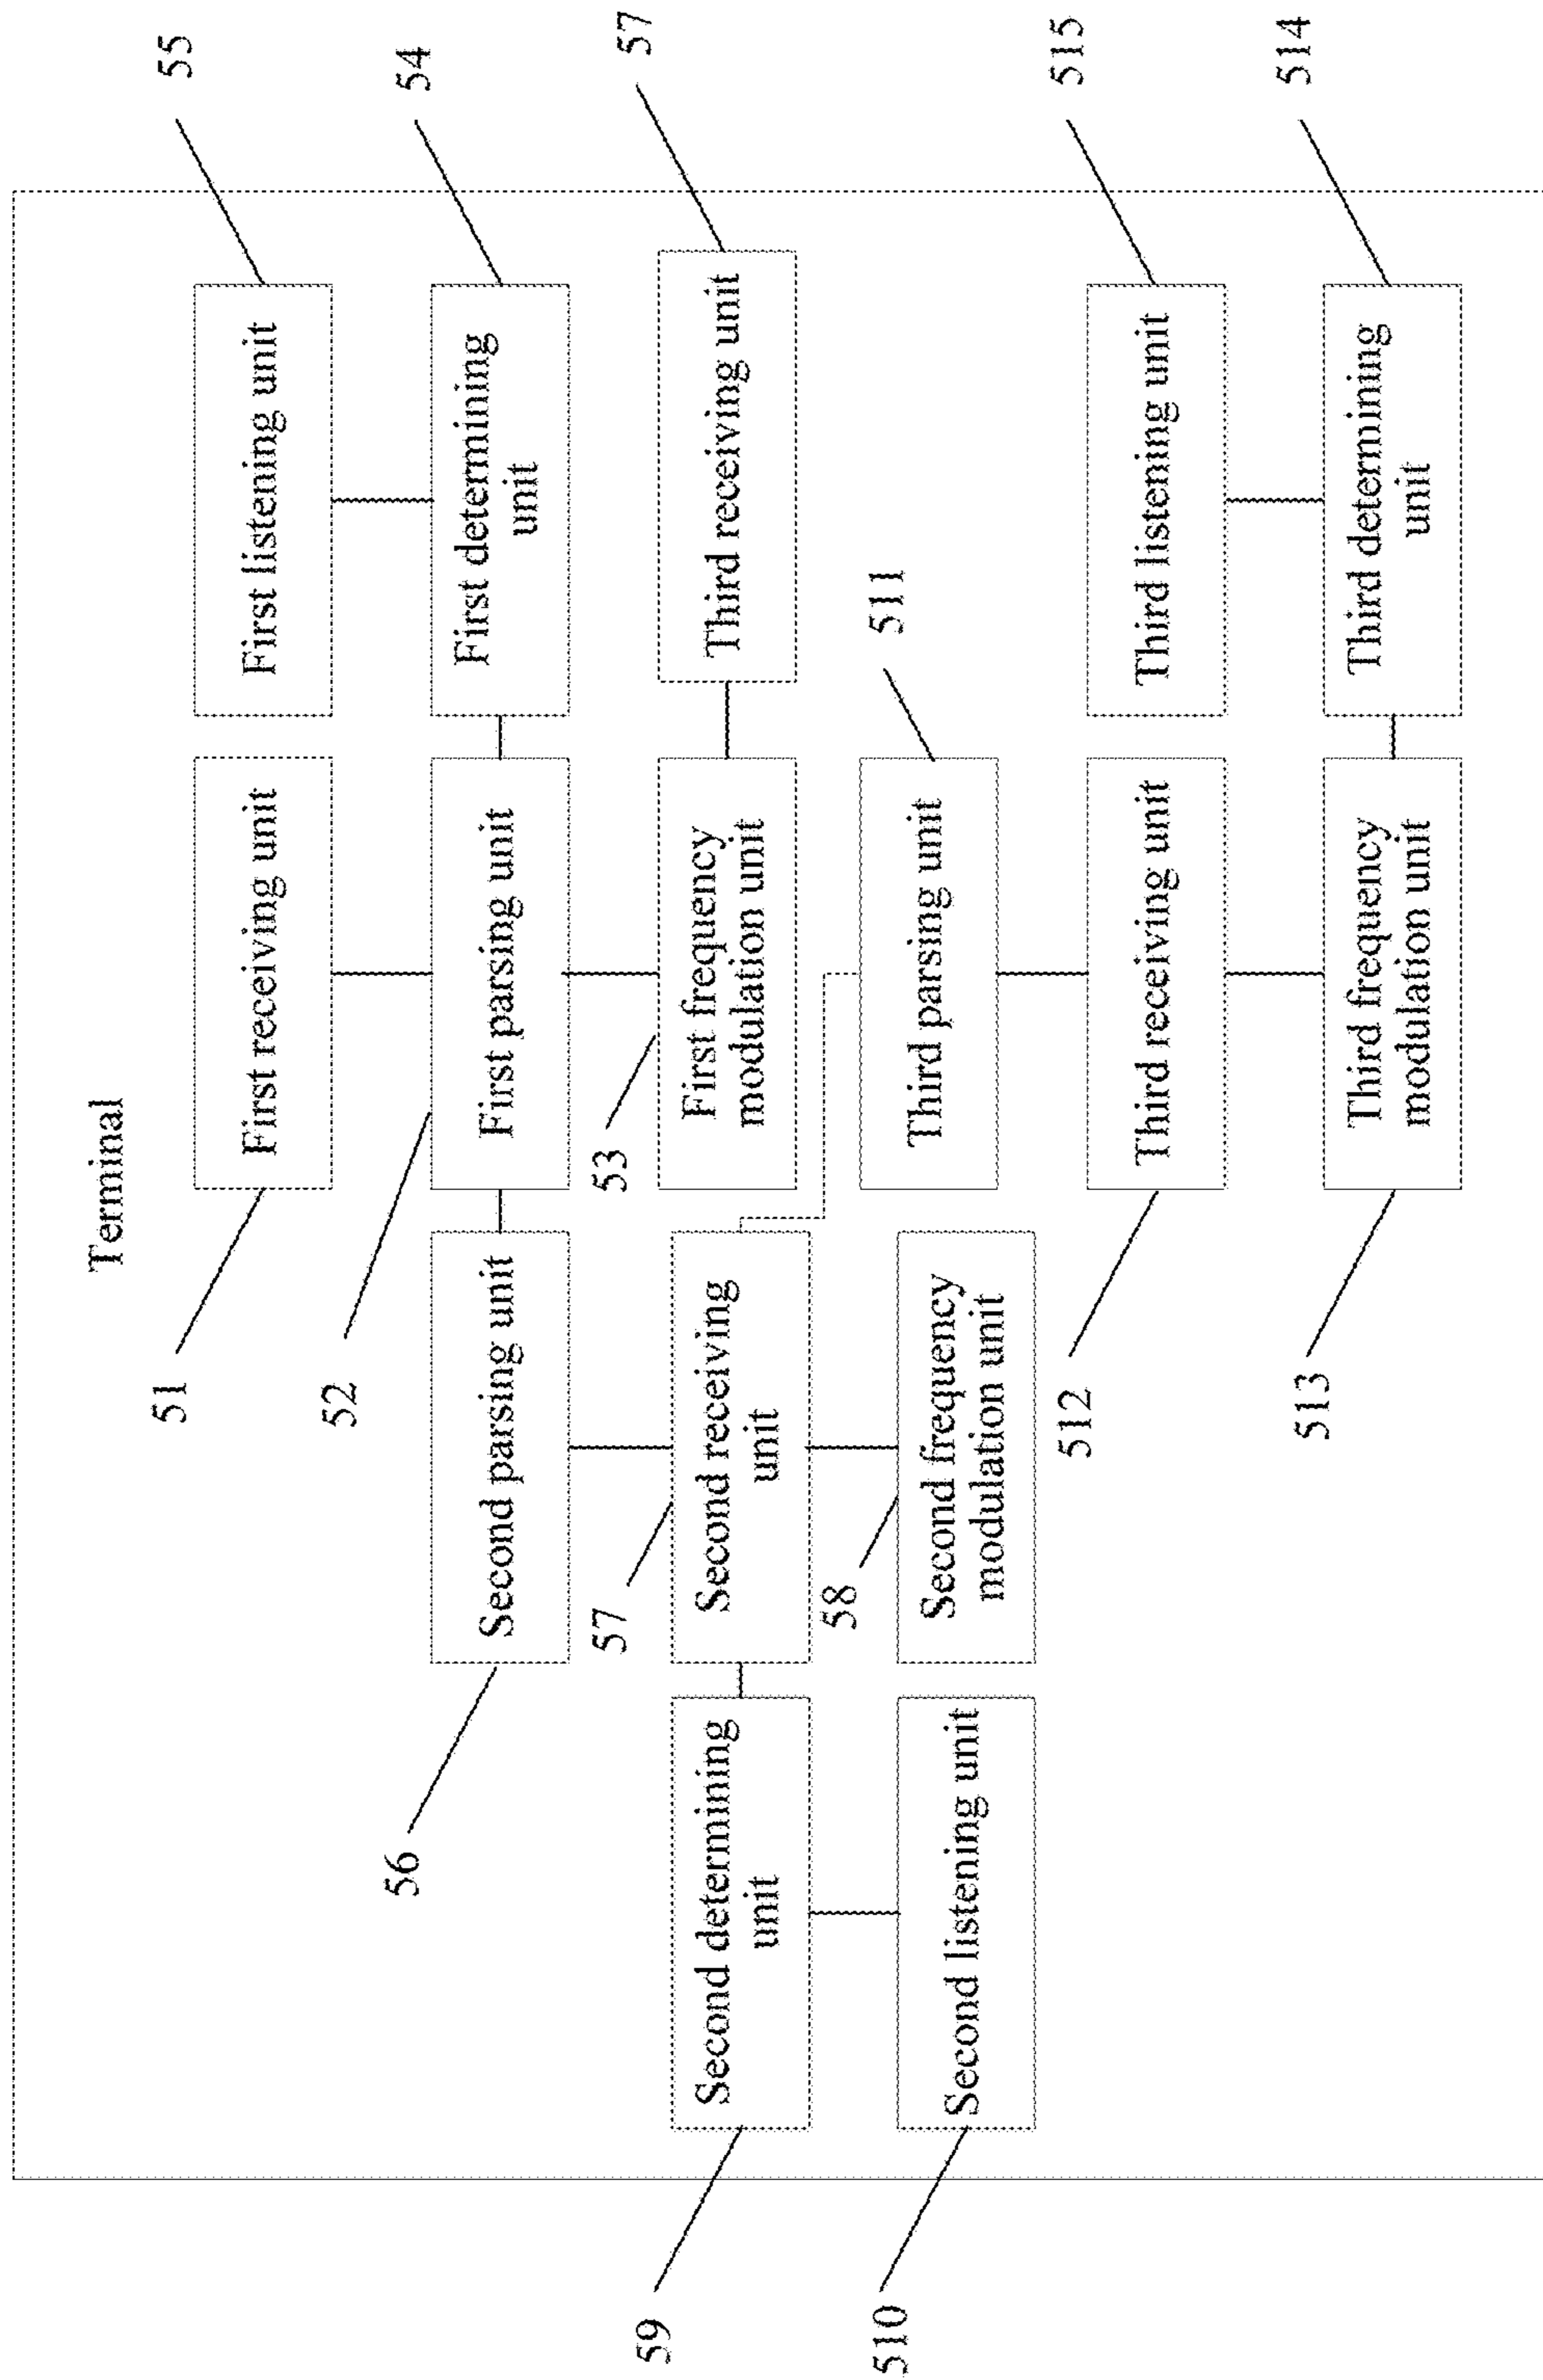 Terminal
51
First receiving unit
First listening unit
55
56
Second parsing unit
52
First parsing unit
First determining
unit
54
59
Second determining
unit
57
Second receiving
unit
53
First frequency
modulation unit
Third receiving unit
57
510
Second listening unit
58
Second frequency
modulation unit
Third parsing unit
511
512
Third receiving unit
Third listening unit
515
513
Third frequency
modulation unit
Third determining
unit
514